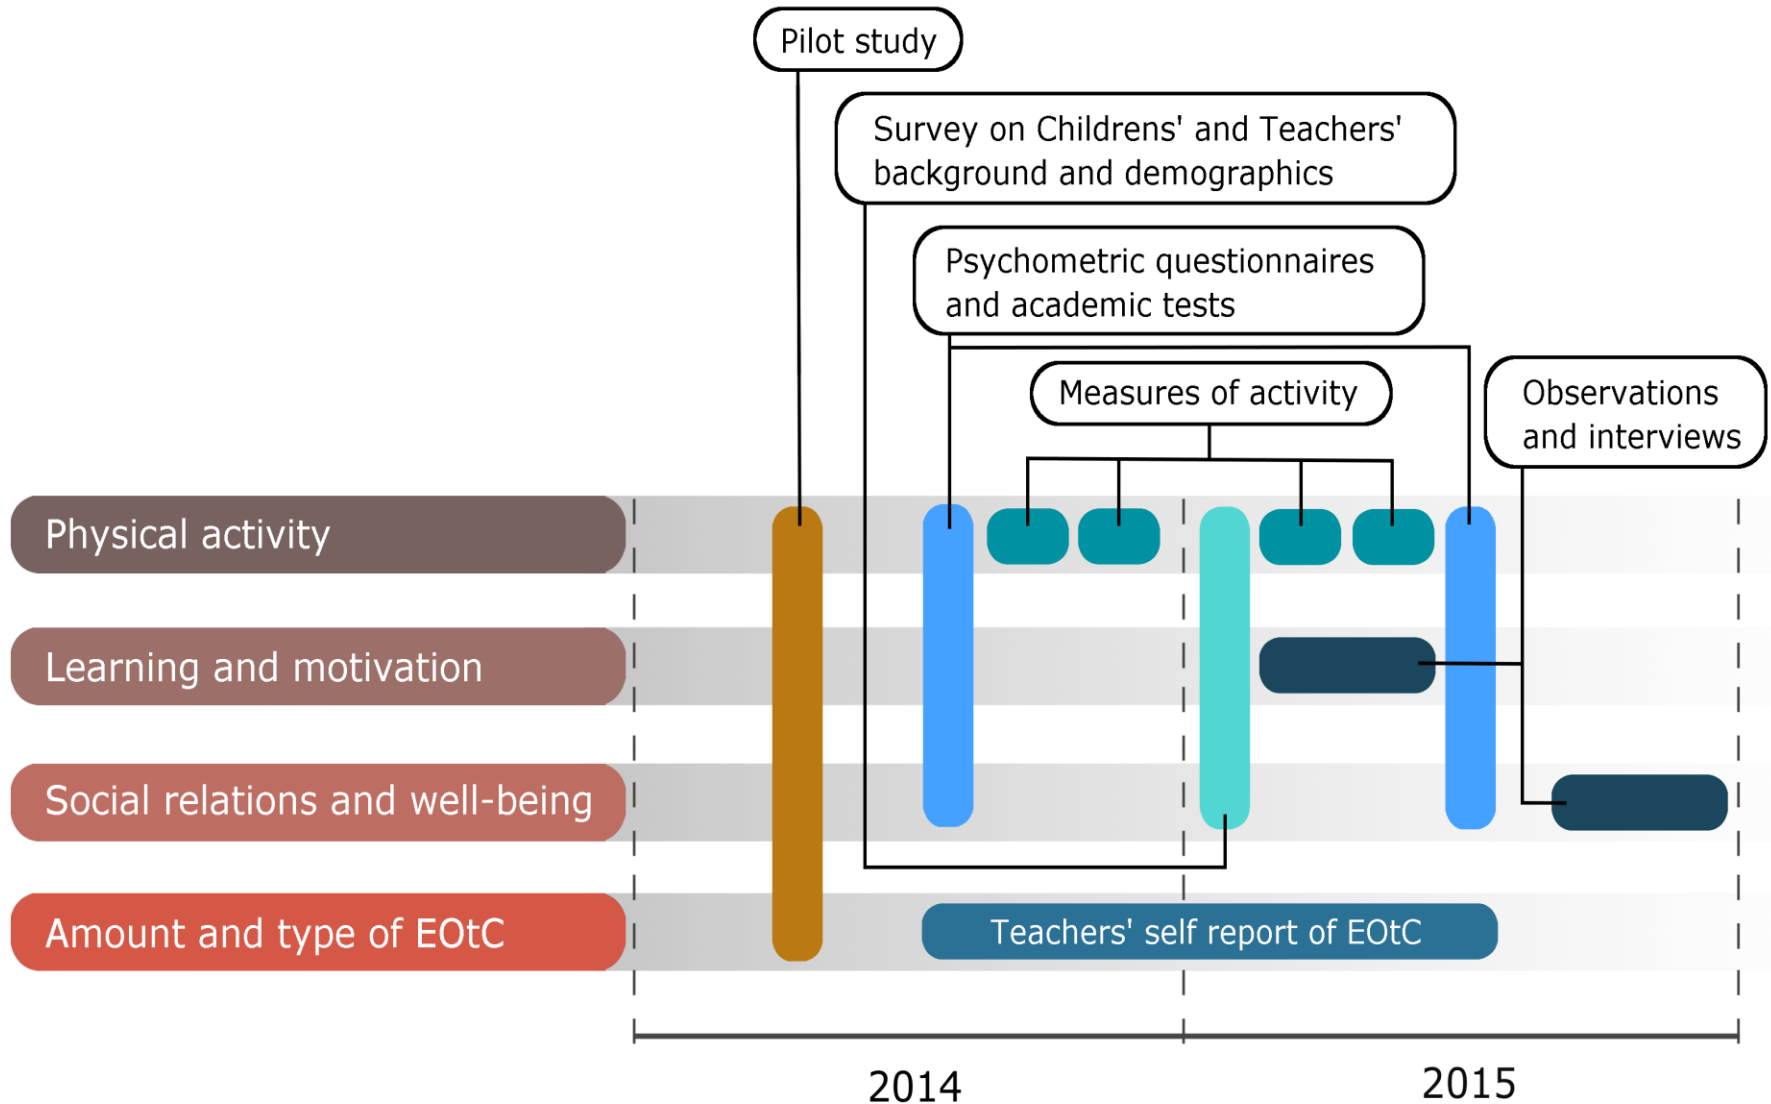 Pilot study
Survey on Childrens' and Teachers'
background and demographics
Psychometric questionnaires
and academic tests
Measures of activity
Observations
and interviews
Physical activity
Learning and motivation
Social relations and well-being
Amount and type of EOtC
Teachers' self report of EOtC
2014
2015